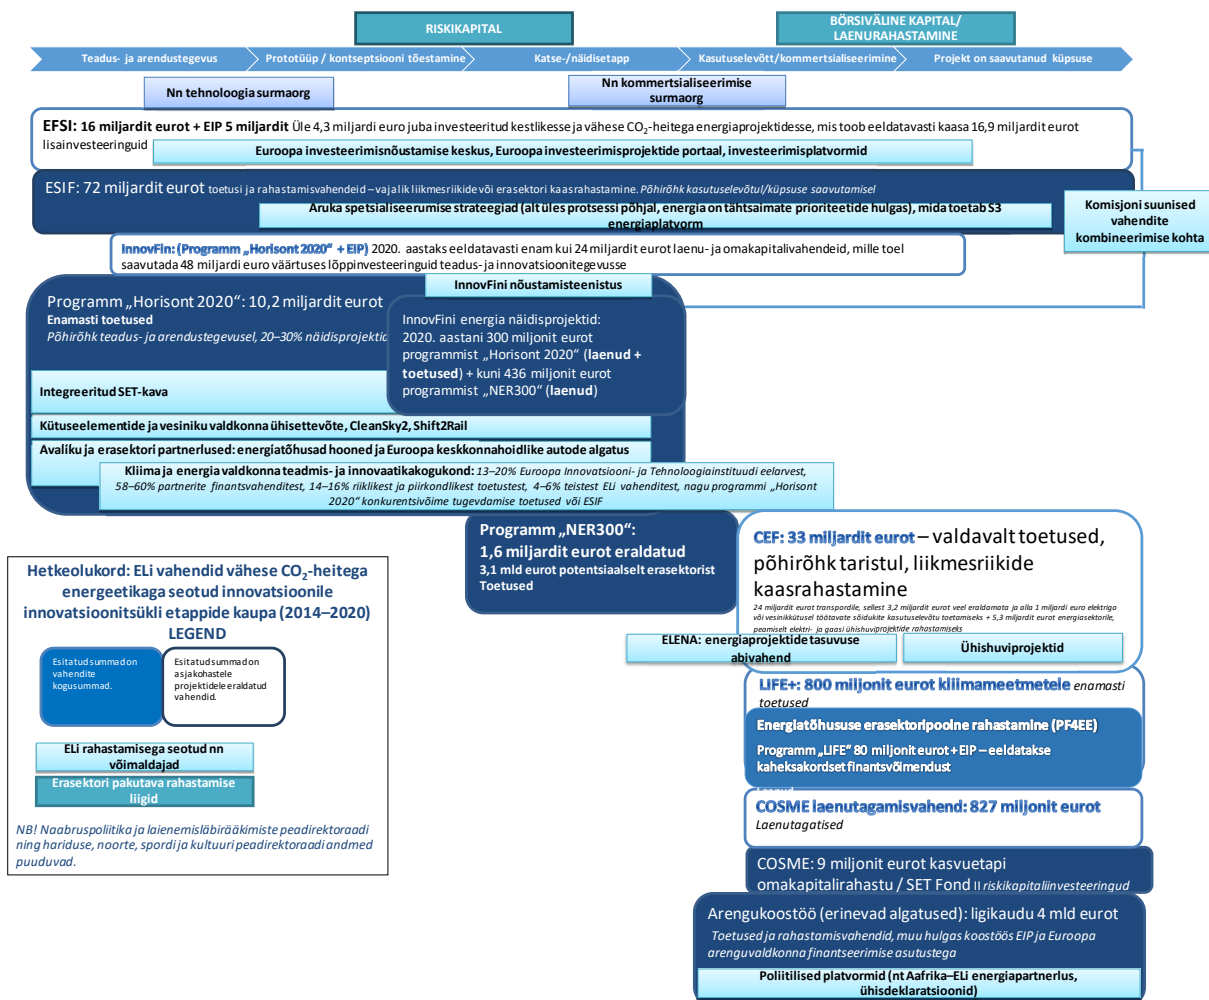 RISKIKAPITAL
BÖRSIVÄLINE KAPITAL/
LAENURAHASTAMINE
Teadus- ja arendustegevus
Prototüüp / kontseptsiooni tõestamine
Katse-/näidisetapp
Kasutuselevõtt/kommertsialiseerimine
Projekt on saavutanud küpsuse
Nn tehnoloogia surmaorg
Nn kommertsialiseerimise
surmaorg
EFSI: 16 miljardit eurot + EIP 5 miljardit Üle 4,3 miljardi euro juba investeeritud kestlikesse ja vähese CO₂-heitega energiaprojektidesse, mis toob eeldatavasti kaasa 16,9 miljardit eurot
lisainvesteeringuid
Euroopa investeerimisnõustamise keskus, Euroopa investeerimisprojektide portaal, investeerimisplatvormid
ESIF: 72 miljardit eurot toetusi ja rahastamisvahendeid – vajalik liikmesriikide või erasektori kaasrahastamine. Põhirõhk kasutuselevõtul/küpsuse saavutamisel
Aruka spetsialiseerumise strateegiad (alt üles protsessi põhjal, energia on tähtsaimate prioriteetide hulgas), mida toetab S3
energiaplatvorm
Komisjoni suunised
vahendite
kombineerimise kohta
InnovFin: (Programm „Horisont 2020“ + EIP) 2020. aastaks eeldatavasti enam kui 24 miljardit eurot laenu- ja omakapitalivahendeid, mille toel
saavutada 48 miljardi euro väärtuses lõppinvesteeringuid teadus- ja innovatsioonitegevusse
InnovFini nõustamisteenistus
Programm „Horisont 2020“: 10,2 miljardit eurot
Enamasti toetused
Põhirõhk teadus- ja arendustegevusel, 20–30% näidisprojektid
InnovFini energia näidisprojektid:
2020. aastani 300 miljonit eurot
programmist „Horisont 2020“ (laenud +
toetused) + kuni 436 miljonit eurot
programmist „NER300“ (laenud)
Integreeritud SET-kava
Kütuseelementide ja vesiniku valdkonna ühisettevõte, CleanSky2, Shift2Rail
Avaliku ja erasektori partnerlused: energiatõhusad hooned ja Euroopa keskkonnahoidlike autode algatus
Kliima ja energia valdkonna teadmis- ja innovaatikakogukond: 13–20% Euroopa Innovatsiooni- ja Tehnoloogiainstituudi eelarvest,
58–60% partnerite finantsvahenditest, 14–16% riiklikest ja piirkondlikest toetustest, 4–6% teistest ELi vahenditest, nagu programmi „Horisont
2020“ konkurentsivõime tugevdamise toetused või ESIF
Programm „NER300“:
1,6 miljardit eurot eraldatud
3,1 mld eurot potentsiaalselt erasektorist
Toetused
CEF: 33 miljardit eurot – valdavalt toetused,
põhirõhk taristul, liikmesriikide
kaasrahastamine
24 miljardit eurot transpordile, sellest 3,2 miljardit eurot veel eraldamata ja alla 1 miljardi euro elektriga
või vesinikkütusel töötavate sõidukite kasutuselevõtu toetamiseks + 5,3 miljardit eurot energiasektorile,
peamiselt elektri- ja gaasi ühishuviprojektide rahastamiseks
ELENA: energiaprojektide tasuvuse
abivahend
Ühishuviprojektid
Hetkeolukord: ELi vahendid vähese CO₂-heitega
energeetikaga seotud innovatsioonile
innovatsioonitsükli etappide kaupa (2014–2020)
LEGEND
Esitatud summad on
vahendite
kogusummad.
Esitatud summad on
asjakohastele
projektidele eraldatud
vahendid.
ELi rahastamisega seotud nn
võimaldajad
Erasektori pakutava rahastamise
liigid
NB! Naabruspoliitika ja laienemisläbirääkimiste peadirektoraadi
ning hariduse, noorte, spordi ja kultuuri peadirektoraadi andmed
puuduvad.
LIFE+: 800 miljonit eurot kliimameetmetele enamasti
toetused
Energiatõhususe erasektoripoolne rahastamine (PF4EE)
Programm „LIFE“ 80 miljonit eurot + EIP – eeldatakse
kaheksakordset finantsvõimendust
Laenud
COSME laenutagamisvahend: 827 miljonit eurot
Laenutagatised
COSME: 9 miljonit eurot kasvuetapi
omakapitalirahastu / SET Fond II riskikapitaliinvesteeringud
Arengukoostöö (erinevad algatused): ligikaudu 4 mld eurot
Toetused ja rahastamisvahendid, muu hulgas koostöös EIP ja Euroopa
arenguvaldkonna finantseerimise asutustega
Poliitilised platvormid (nt Aafrika–ELi energiapartnerlus,
ühisdeklaratsioonid)